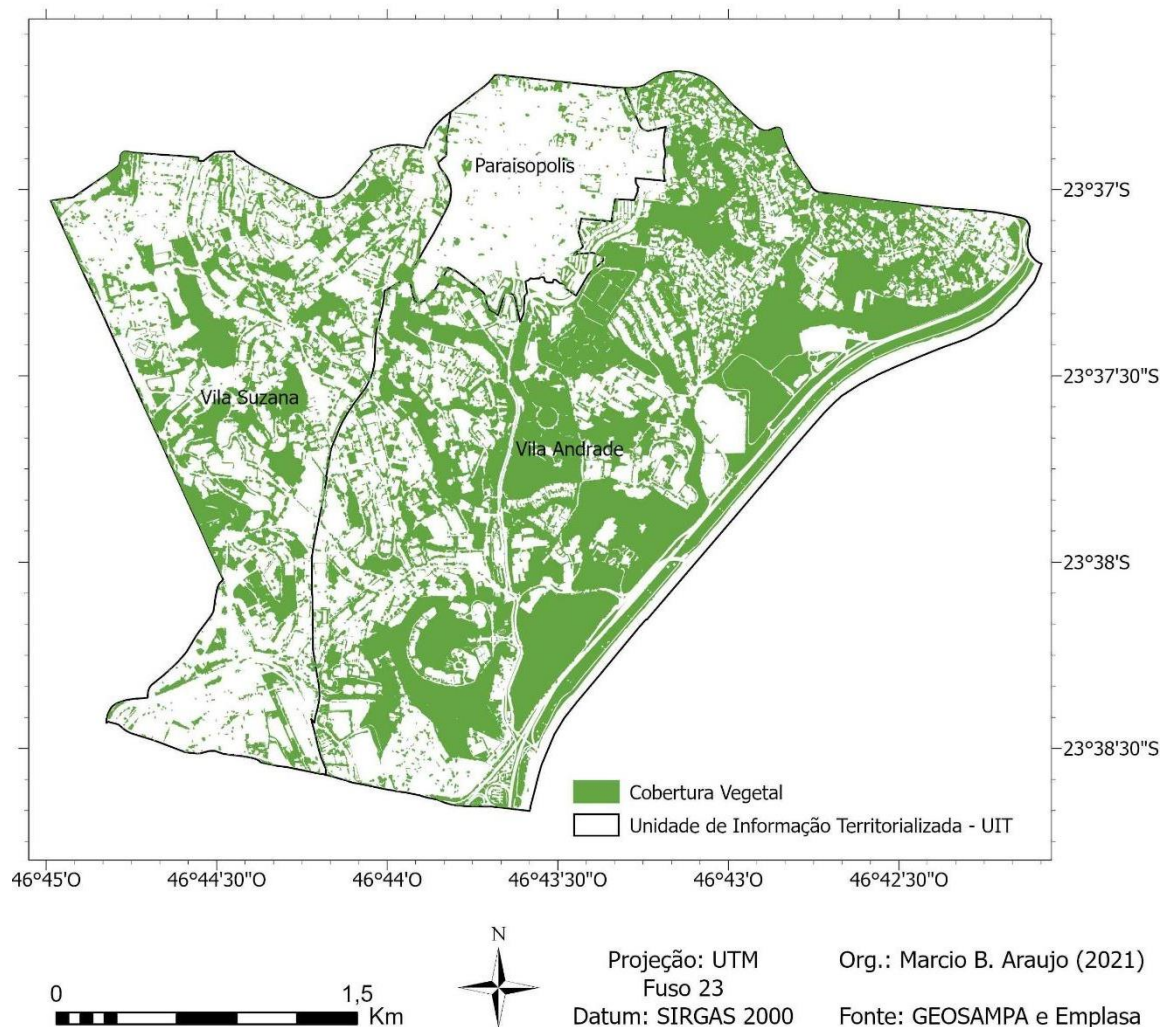 Paraisopolis
23°37'S
23°37'30"S
Vila Suzana
Vila Andrade
23°38'S
23°38'30"S
Cobertura Vegetal
Unidade de Informação Territorializada - UIT
46°45'O
46°44'30"O
46°44'O
46°43'30"O
46°43'O
46°42'30"O
N
0
1,5
Km
Projeção: UTM
Fuso 23
Datum: SIRGAS 2000
Org.: Marcio B. Araujo (2021)
Fonte: GEOSAMPA e Emplasa